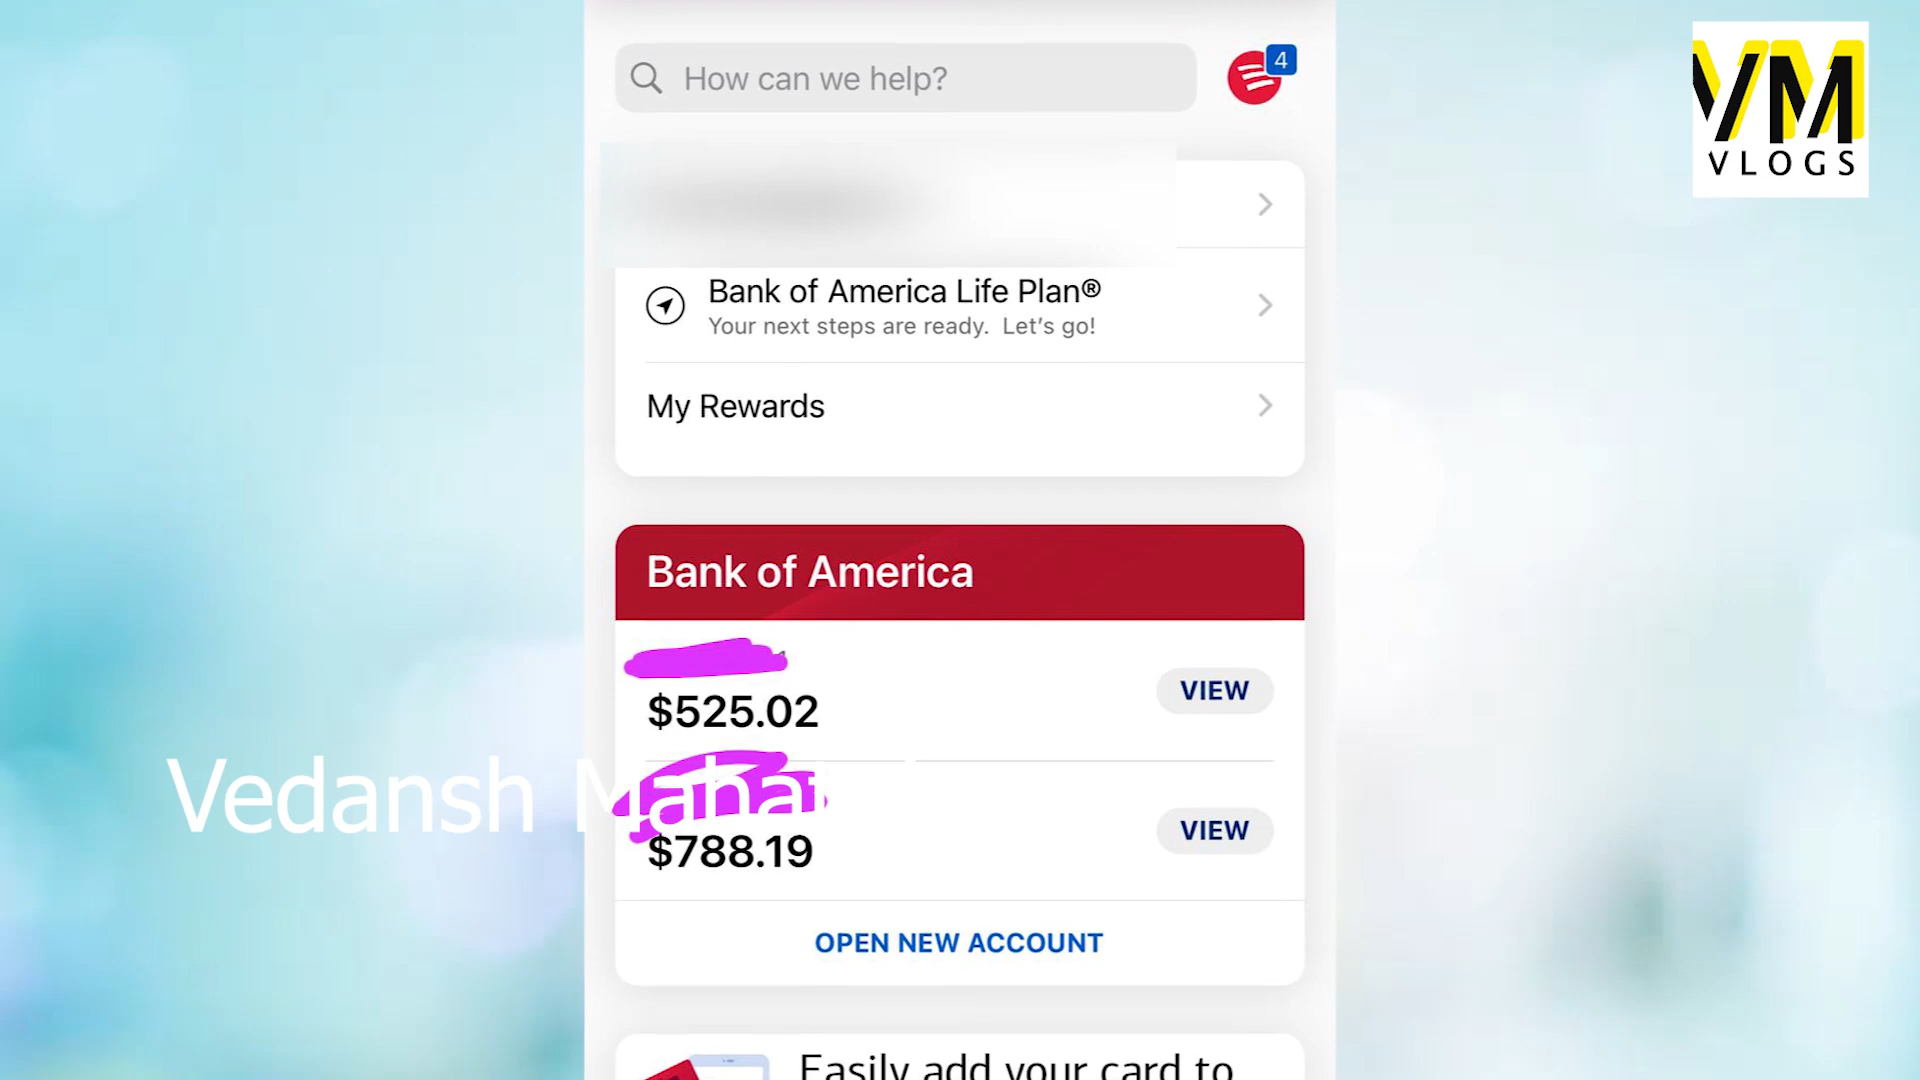 How can we help?
4
VM
VLOGS
Bank of America Life Plan®
Your next steps are ready. Let's go!
My Rewards
Bank of America
$525.02
VIEW
Vedansh
$788.19
VIEW
OPEN NEW ACCOUNT
Easily add your card to